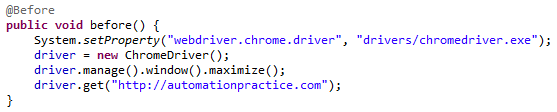 @Before
public void before() {
    System.setProperty("webdriver.chrome.driver", "drivers/chromedriver.exe");
    driver = new ChromeDriver();
    driver.manage().window().maximize();
    driver.get("http://automationpractice.com");
}